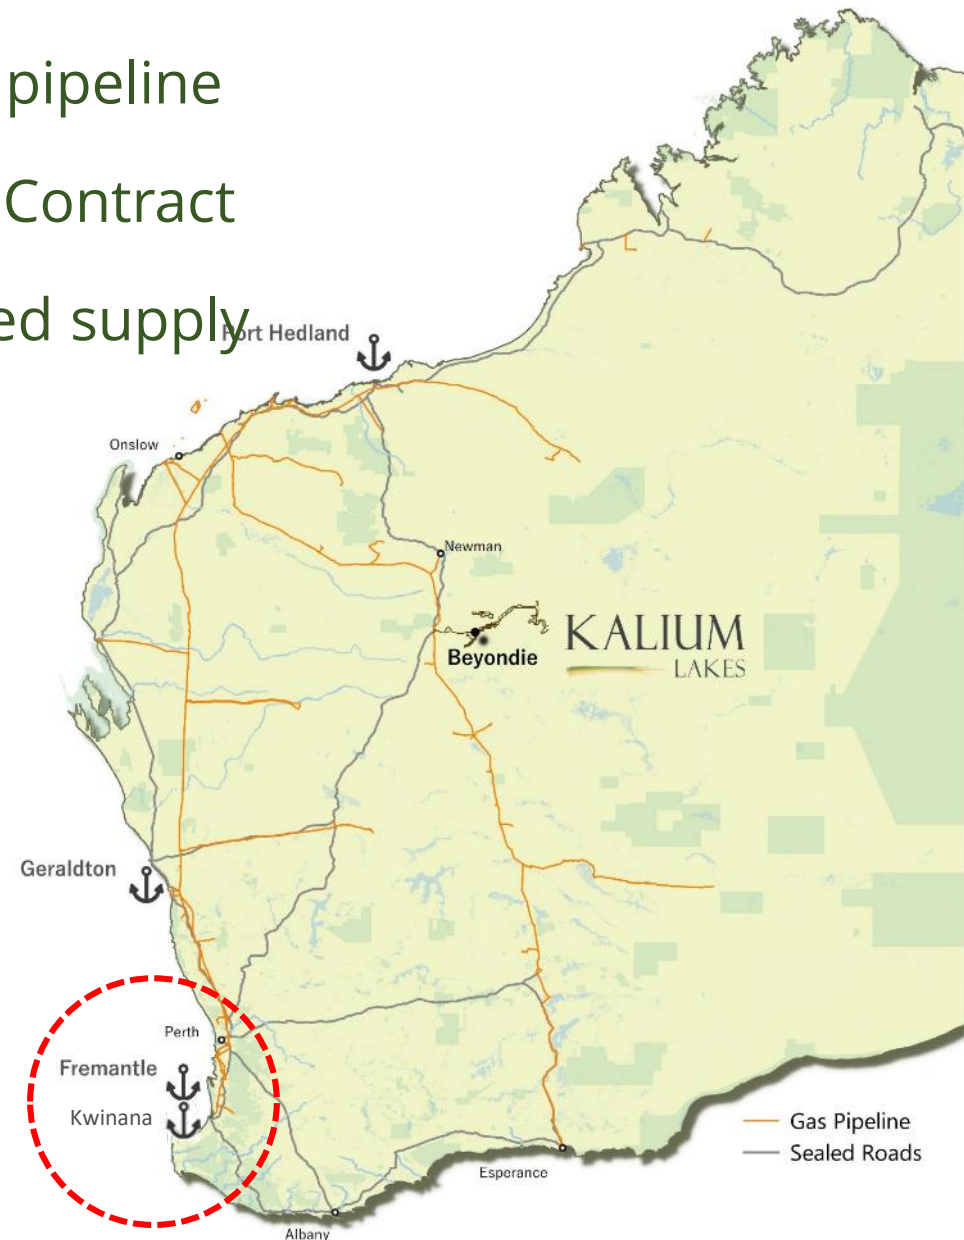 pipeline
Contract
ed supply
Port Hedland
Onslow
Newman
KALIUM
LAKES
Beyondie
Geraldton
Perth
Fremantle
Kwinana
Gas Pipeline
Sealed Roads
Esperance
Albany